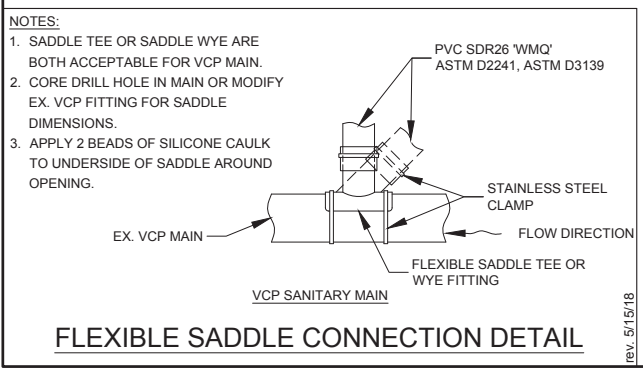 NOTES:
1. SADDLE TEE OR SADDLE WYE ARE
BOTH ACCEPTABLE FOR VCP MAIN.
2. CORE DRILL HOLE IN MAIN OR MODIFY
EX. VCP FITTING FOR SADDLE
DIMENSIONS.
3. APPLY 2 BEADS OF SILICONE CAULK
TO UNDERSIDE OF SADDLE AROUND
OPENING.
PVC SDR26 'WMQ'
ASTM D2241, ASTM D3139
STAINLESS STEEL
CLAMP
EX. VCP MAIN
FLOW DIRECTION
FLEXIBLE SADDLE TEE OR
WYE FITTING
VCP SANITARY MAIN
FLEXIBLE SADDLE CONNECTION DETAIL
rev. 5/15/18